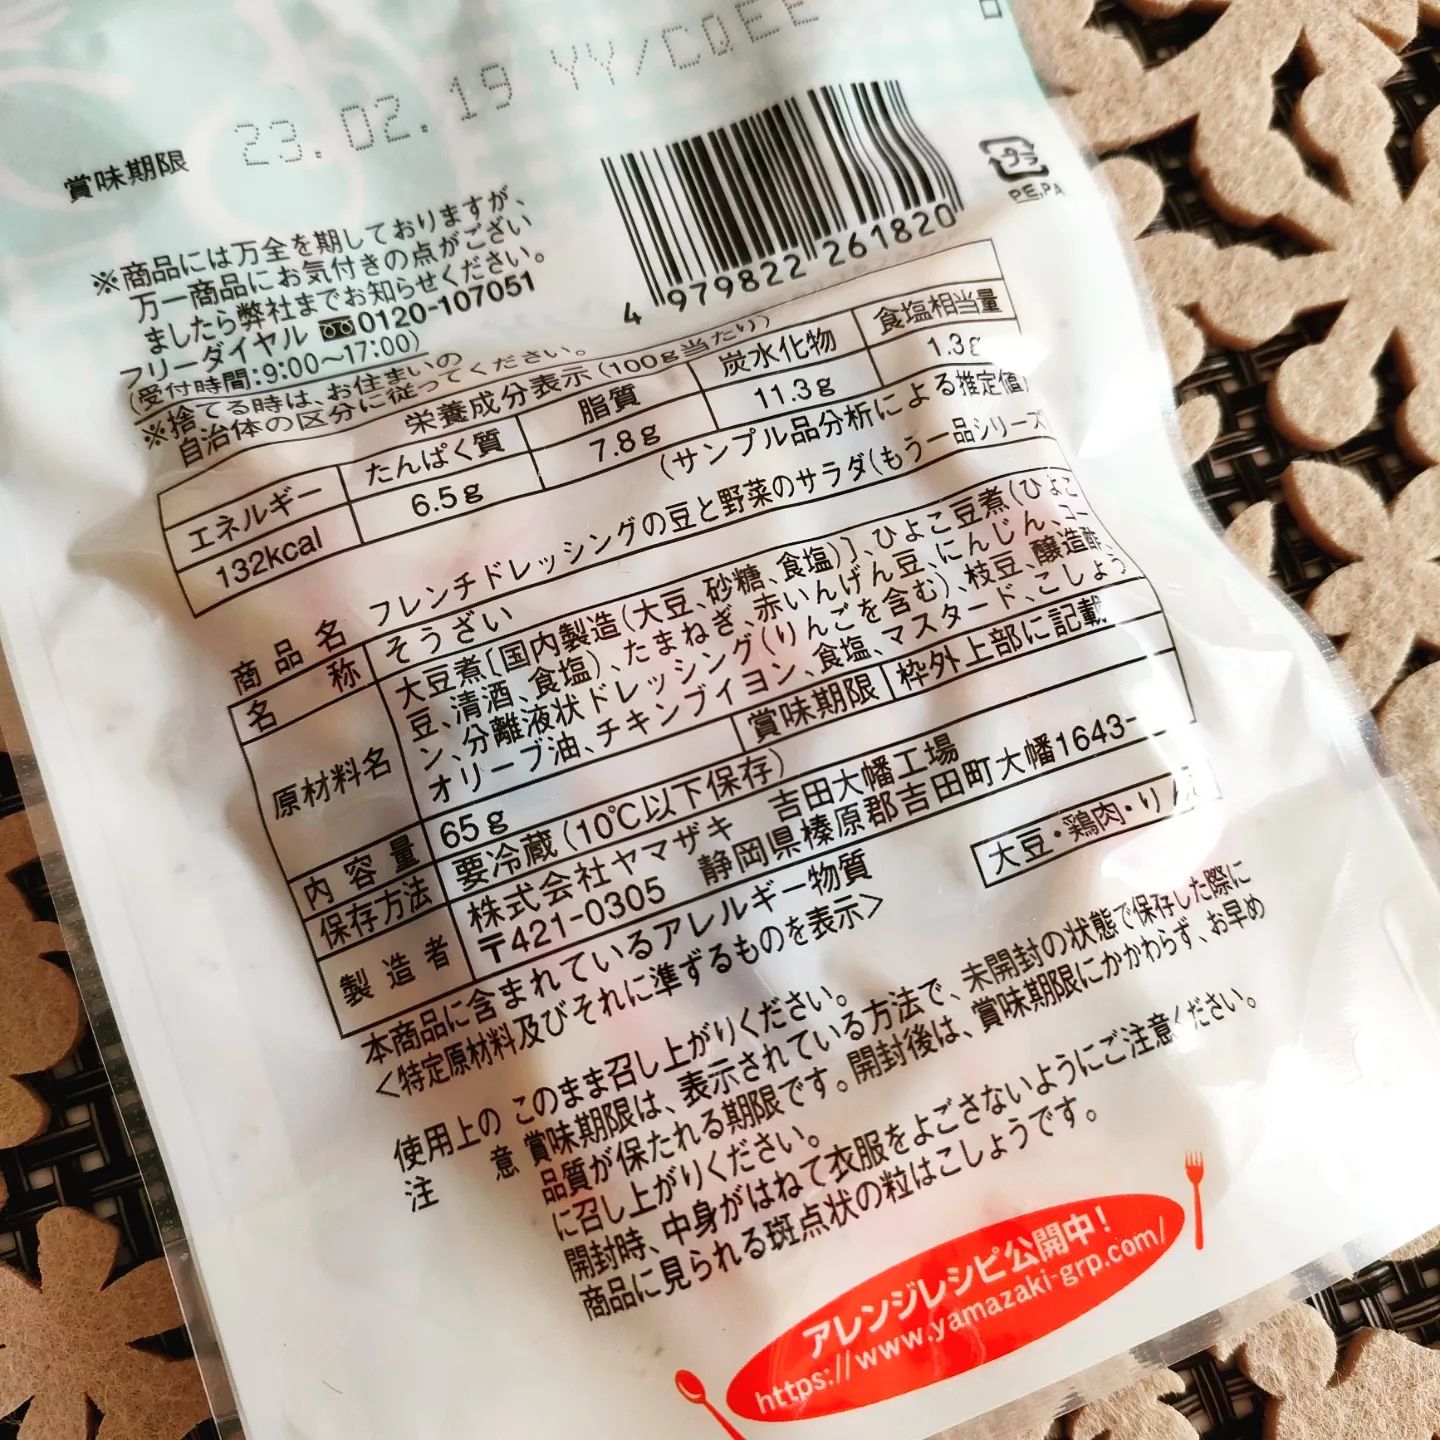 賞味期限 23.02.19 YY/CQEE
※商品には万全を期しておりますが、
万一商品にお気付きの点がござい
ましたら弊社までお知らせください。
フリーダイヤル 0120-107051
(受付時間:9:00〜17:00)
※捨てる時は、お住まいの
自治体の区分に従ってください。
4 979822 261820
プラ
PE,PA
栄養成分表示(100g当たり)
エネルギー たんぱく質 脂質 炭水化物 食塩相当量
132kcal 6.5g 7.8g 11.3g 1.3g
(サンプル品分析による推定値)
商品名 フレンチドレッシングの豆と野菜のサラダ(もう一品シリーズ
名称 そうざい
原材料名 大豆煮〔国内製造(大豆、砂糖、食塩)〕、ひよこ豆煮(ひよこ
豆、清酒、食塩)、たまねぎ、赤いんげん豆、にんじん、コー
ン、分離液状ドレッシング(りんごを含む)、枝豆、醸造酢、
オリーブ油、チキンブイヨン、食塩、マスタード、こしょう
内容量 65g 賞味期限 枠外上部に記載
保存方法 要冷蔵(10℃以下保存)
製造者 株式会社ヤマザキ 吉田大幡工場
〒421-0305 静岡県榛原郡吉田町大幡1643-
本商品に含まれているアレルギー物質
<特定原材料及びそれに準ずるものを表示>
大豆・鶏肉・りんご
使用上の注意 このまま召し上がりください。
賞味期限は、表示されている方法で、未開封の状態で保存した際に
品質が保たれる期限です。開封後は、賞味期限にかかわらず、お早め
に召し上がりください。
開封時、中身がはねて衣服をよごさないようにご注意ください。
商品に見られる斑点状の粒はこしょうです。
アレンジレシピ公開中!
https://www.yamazaki-grp.com/